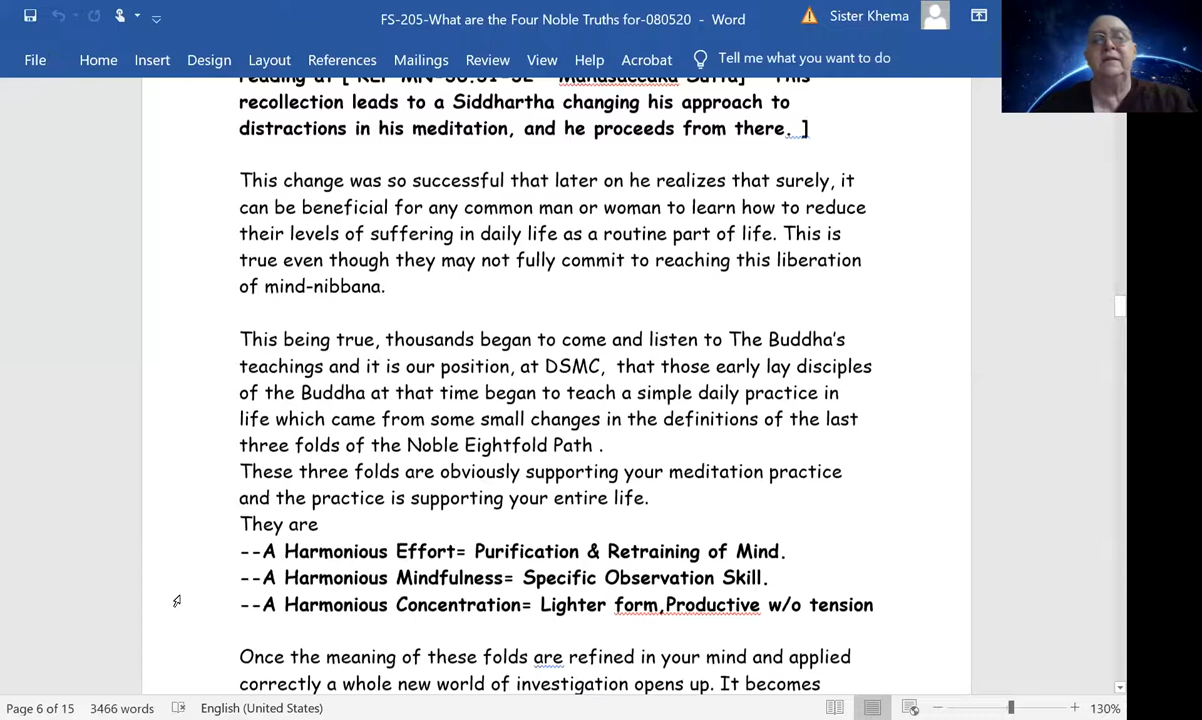 FS-205-What are the Four Noble Truths for-080520 - Word
Sister Khema
File Home Insert Design Layout References Mailings Review View Help Acrobat Tell me what you want to do
recollection leads to a Siddhartha changing his approach to
distractions in his meditation, and he proceeds from there. ]
This change was so successful that later on he realizes that surely, it
can be beneficial for any common man or woman to learn how to reduce
their levels of suffering in daily life as a routine part of life. This is
true even though they may not fully commit to reaching this liberation
of mind-nibbana.
This being true, thousands began to come and listen to The Buddha's
teachings and it is our position, at DSMC, that those early lay disciples
of the Buddha at that time began to teach a simple daily practice in
life which came from some small changes in the definitions of the last
three folds of the Noble Eightfold Path .
These three folds are obviously supporting your meditation practice
and the practice is supporting your entire life.
They are
--A Harmonious Effort= Purification & Retraining of Mind.
--A Harmonious Mindfulness= Specific Observation Skill.
--A Harmonious Concentration= Lighter form,Productive w/o tension
Once the meaning of these folds are refined in your mind and applied
correctly a whole new world of investigation opens up. It becomes
Page 6 of 15 3466 words English (United States) 130%